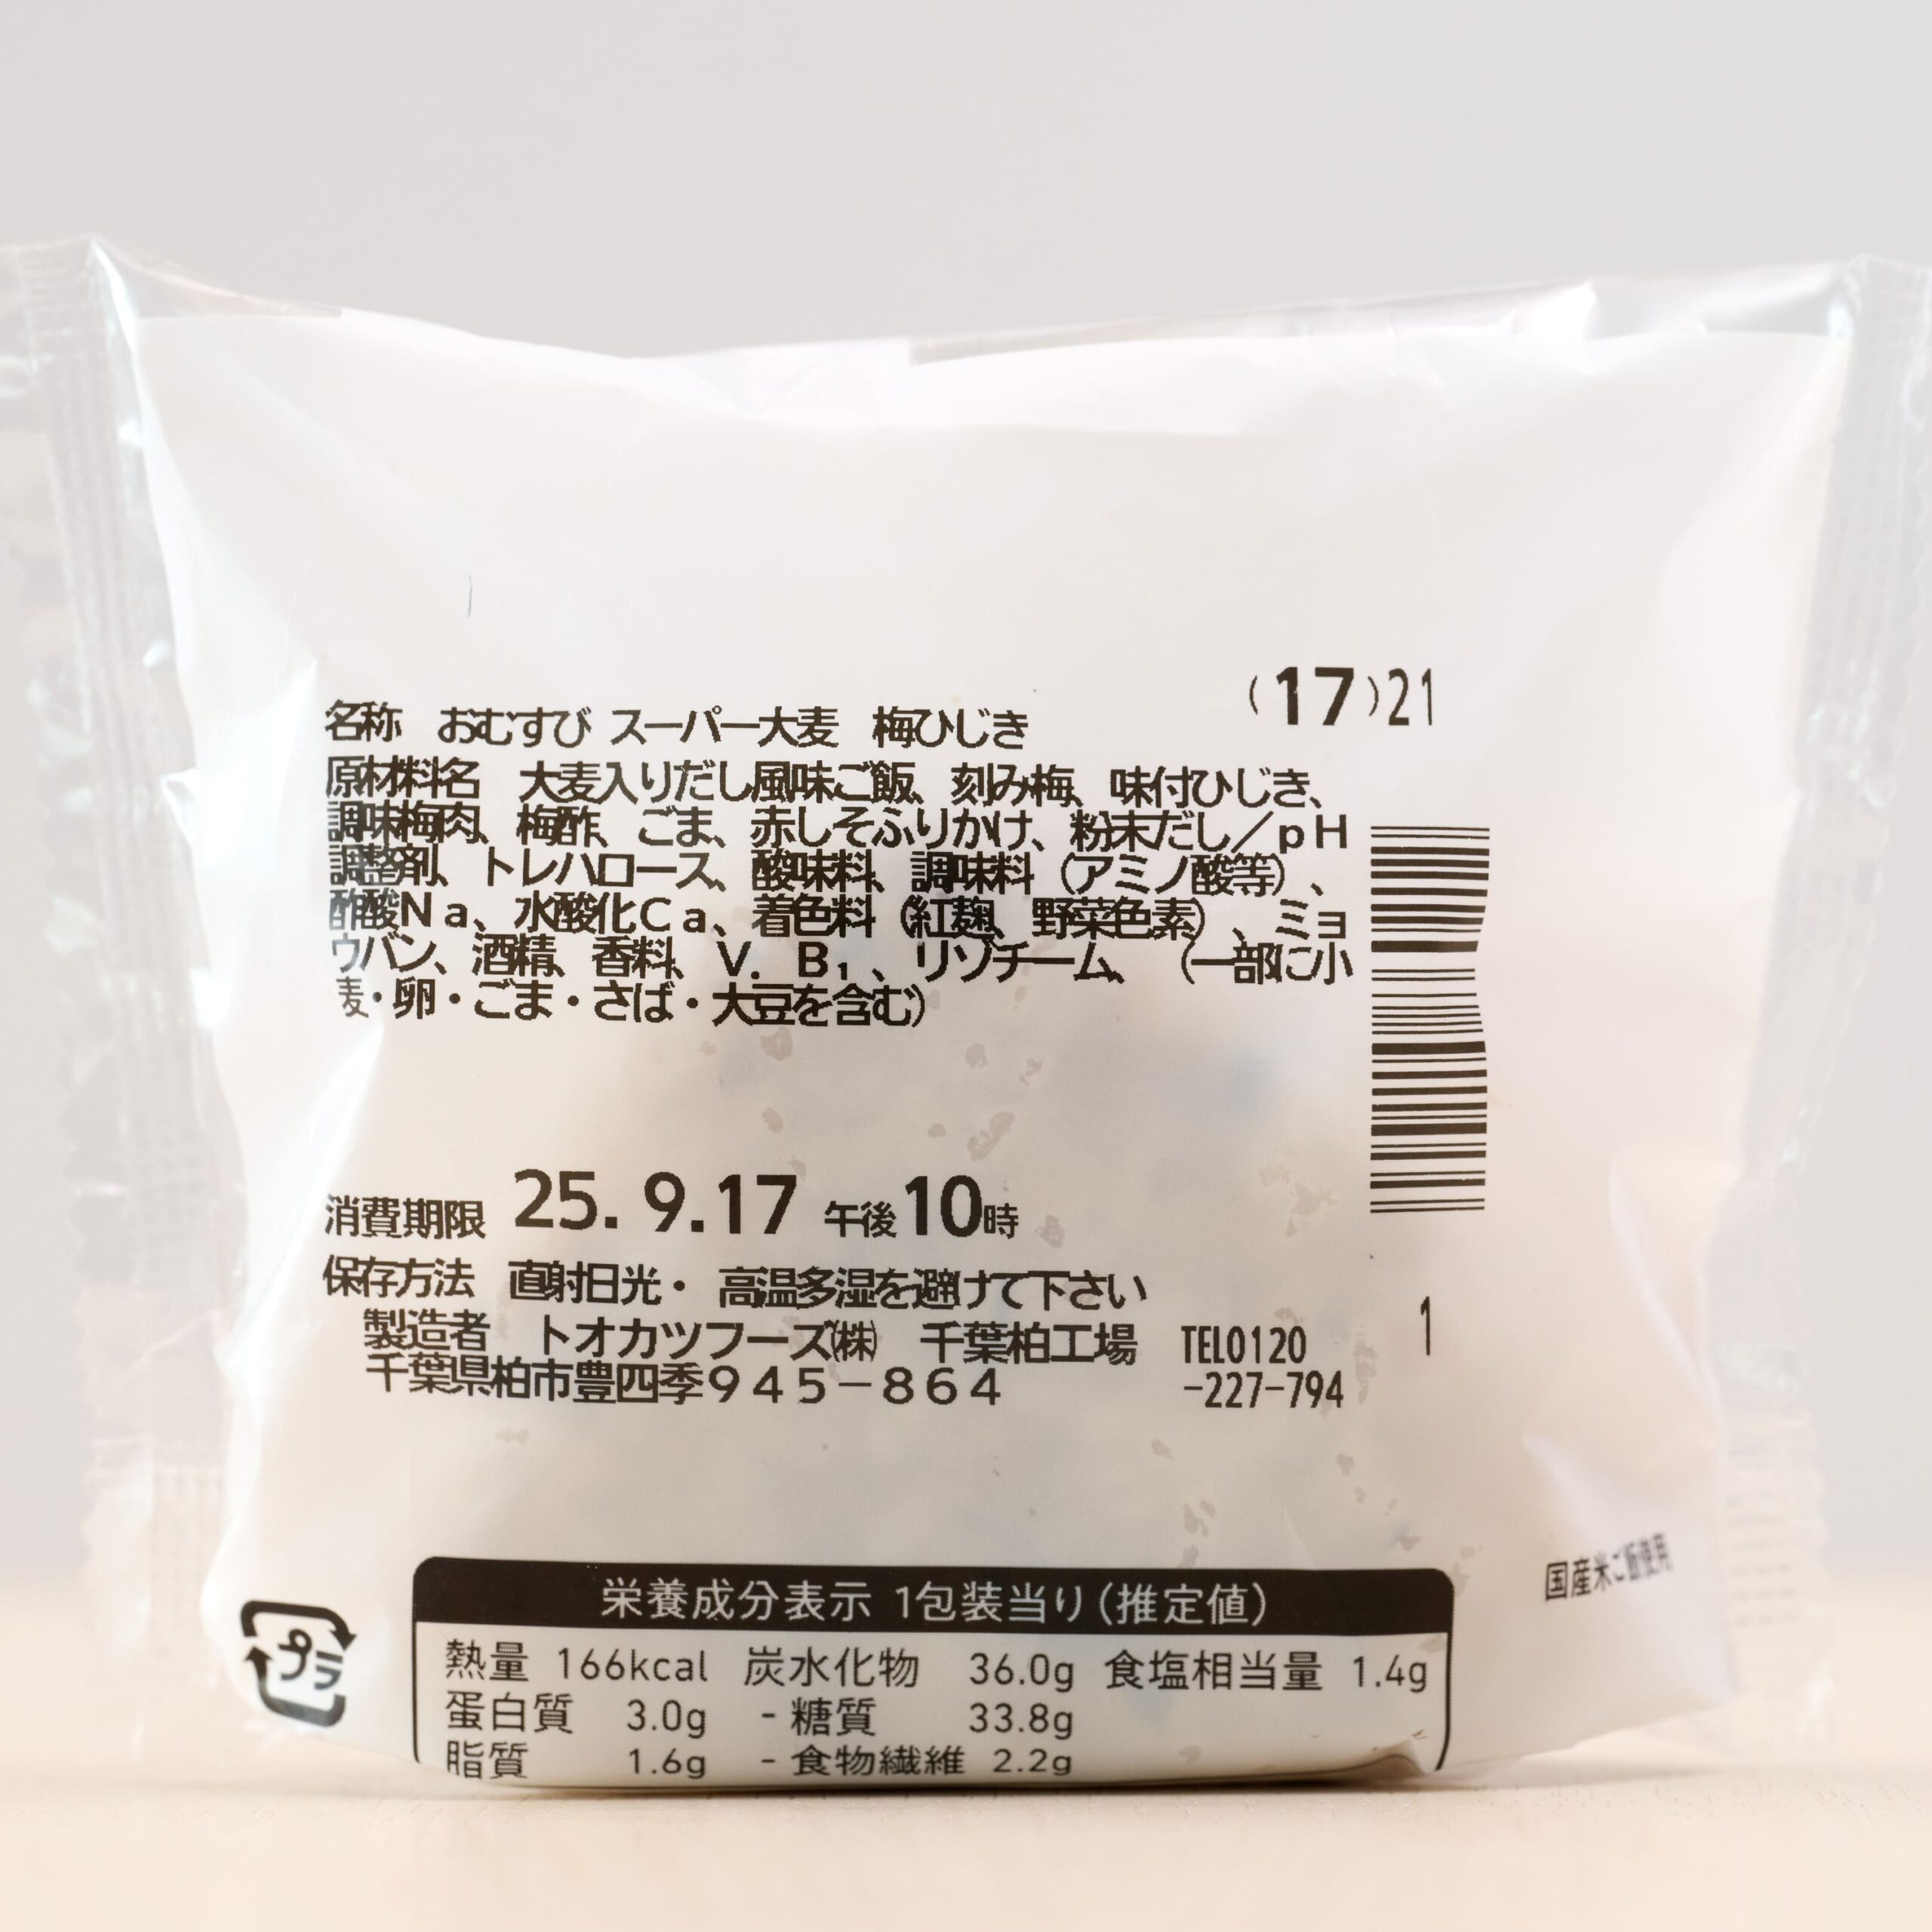 (17)21
名称　おむすび スーパー大麦　梅ひじき
原材料名　大麦入りだし風味ご飯、刻み梅、味付ひじき、
調味梅肉、梅酢、ごま、赤しそふりかけ、粉末だし／ｐＨ
調整剤、トレハロース、酸味料、調味料（アミノ酸等）、
酢酸Ｎａ、水酸化Ｃａ、着色料（紅麹、野菜色素）、ミョ
ウバン、酒精、香料、Ｖ．Ｂ₁、リゾチーム、（一部に小
麦・卵・ごま・さば・大豆を含む）
消費期限 25. 9.17 午後10時
保存方法　直射日光・高温多湿を避けて下さい
製造者　トオカツフーズ㈱　千葉柏工場　TEL0120
千葉県柏市豊四季９４５－８６４　-227-794
1
国産米ご飯使用
プラ
栄養成分表示 1包装当り(推定値)
熱量 166kcal 炭水化物 36.0g 食塩相当量 1.4g
蛋白質 3.0g - 糖質 33.8g
脂質 1.6g - 食物繊維 2.2g